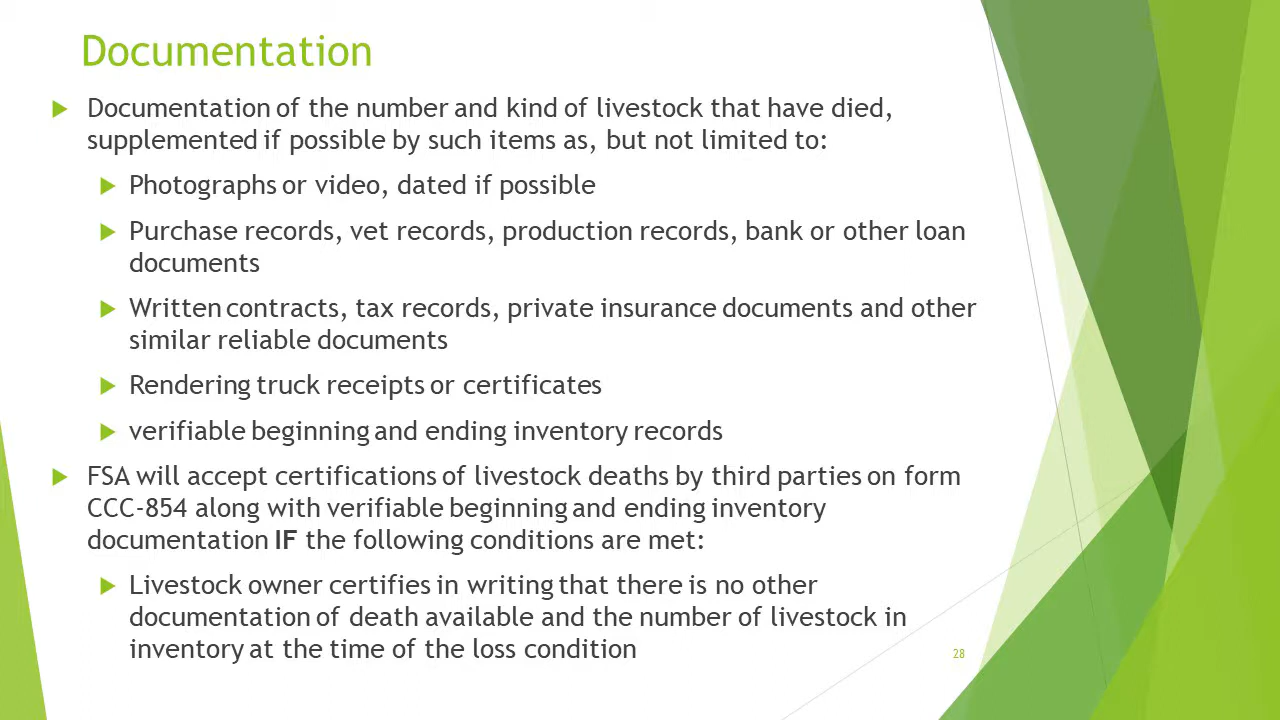 Documentation
Documentation of the number and kind of livestock that have died,
supplemented if possible by such items as, but not limited to:
Photographs or video, dated if possible
Purchase records, vet records, production records, bank or other loan
documents
Written contracts, tax records, private insurance documents and other
similar reliable documents
Rendering truck receipts or certificates
verifiable beginning and ending inventory records
FSA will accept certifications of livestock deaths by third parties on form
CCC-854 along with verifiable beginning and ending inventory
documentation IF the following conditions are met:
Livestock owner certifies in writing that there is no other
documentation of death available and the number of livestock in
inventory at the time of the loss condition
28